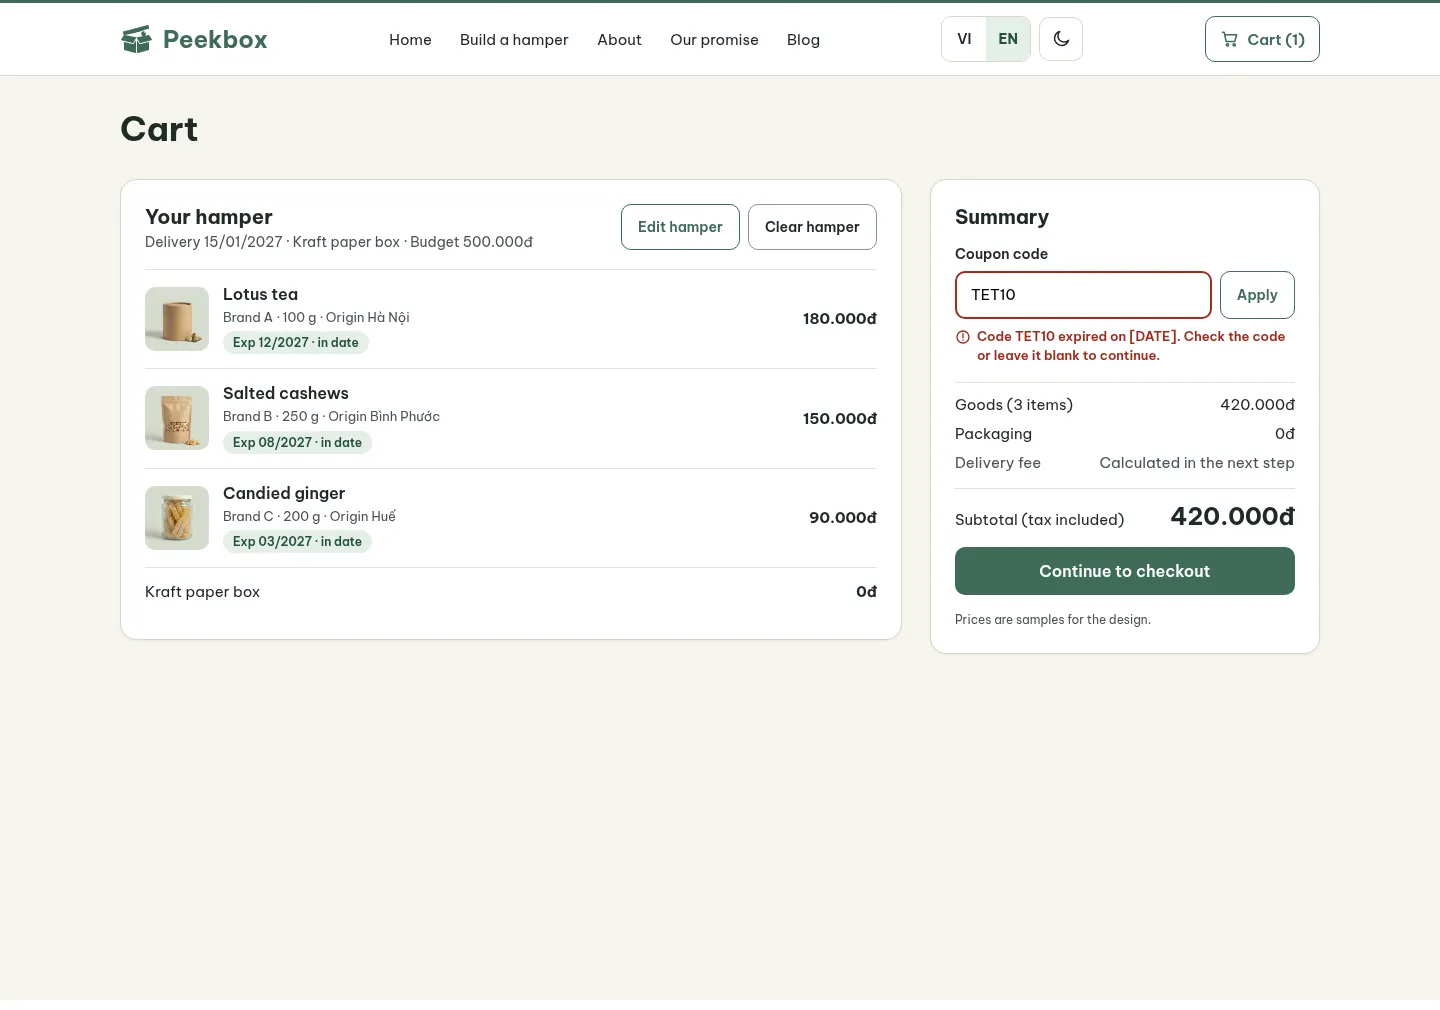 Peekbox
Home
Build a hamper
About
Our promise
Blog
VI
EN
Cart (1)
Cart
Your hamper
Delivery 15/01/2027 · Kraft paper box · Budget 500.000đ
Edit hamper
Clear hamper
Lotus tea
Brand A · 100 g · Origin Hà Nội
Exp 12/2027 · in date
180.000đ
Salted cashews
Brand B · 250 g · Origin Bình Phước
Exp 08/2027 · in date
150.000đ
Candied ginger
Brand C · 200 g · Origin Huế
Exp 03/2027 · in date
90.000đ
Kraft paper box
0đ
Summary
Coupon code
TET10
Apply
Code TET10 expired on [DATE]. Check the code
or leave it blank to continue.
Goods (3 items)
420.000đ
Packaging
0đ
Delivery fee
Calculated in the next step
Subtotal (tax included)
420.000đ
Continue to checkout
Prices are samples for the design.